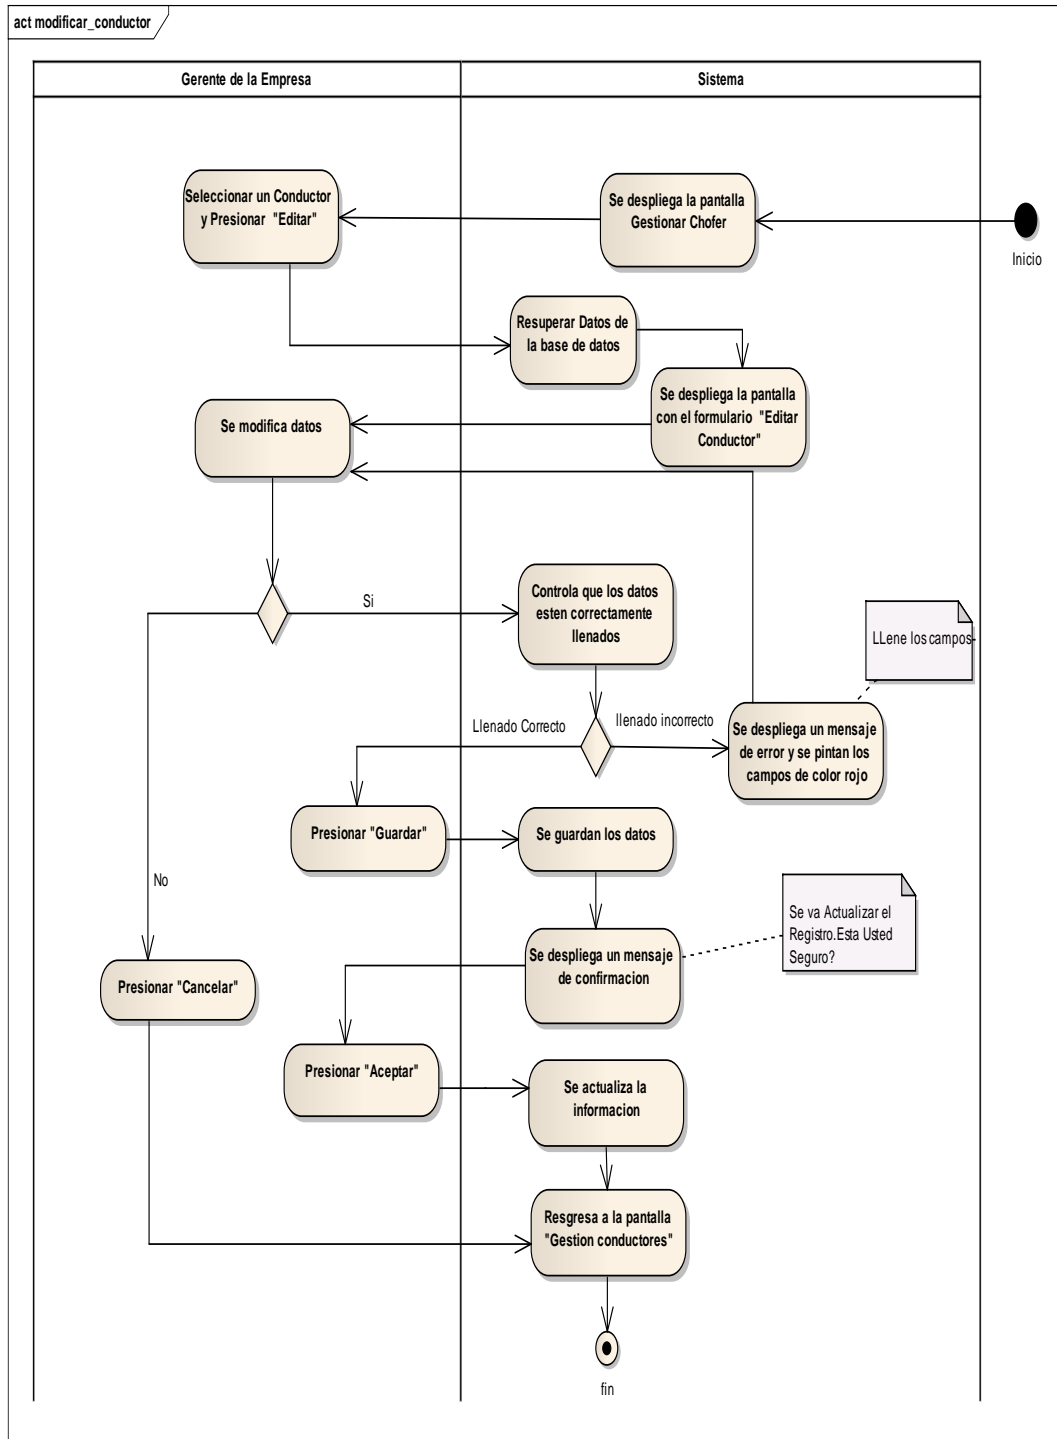 act modificar_conductor
Gerente de la Empresa
Sistema
Seleccionar un Conductor
y Presionar "Editar"
Se despliega la pantalla
Gestionar Chofer
Inicio
Resuperar Datos de
la base de datos
Se despliega la pantalla
con el formulario "Editar
Conductor"
Se modifica datos
Si
Controla que los datos
esten correctamente
llenados
LLene los campos
Llenado Correcto
llenado incorrecto
Se despliega un mensaje
de error y se pintan los
campos de color rojo
Presionar "Guardar"
Se guardan los datos
No
Se va Actualizar el
Registro.Esta Usted
Seguro?
Se despliega un mensaje
de confirmacion
Presionar "Cancelar"
Presionar "Aceptar"
Se actualiza la
informacion
Resgresa a la pantalla
"Gestion conductores"
fin